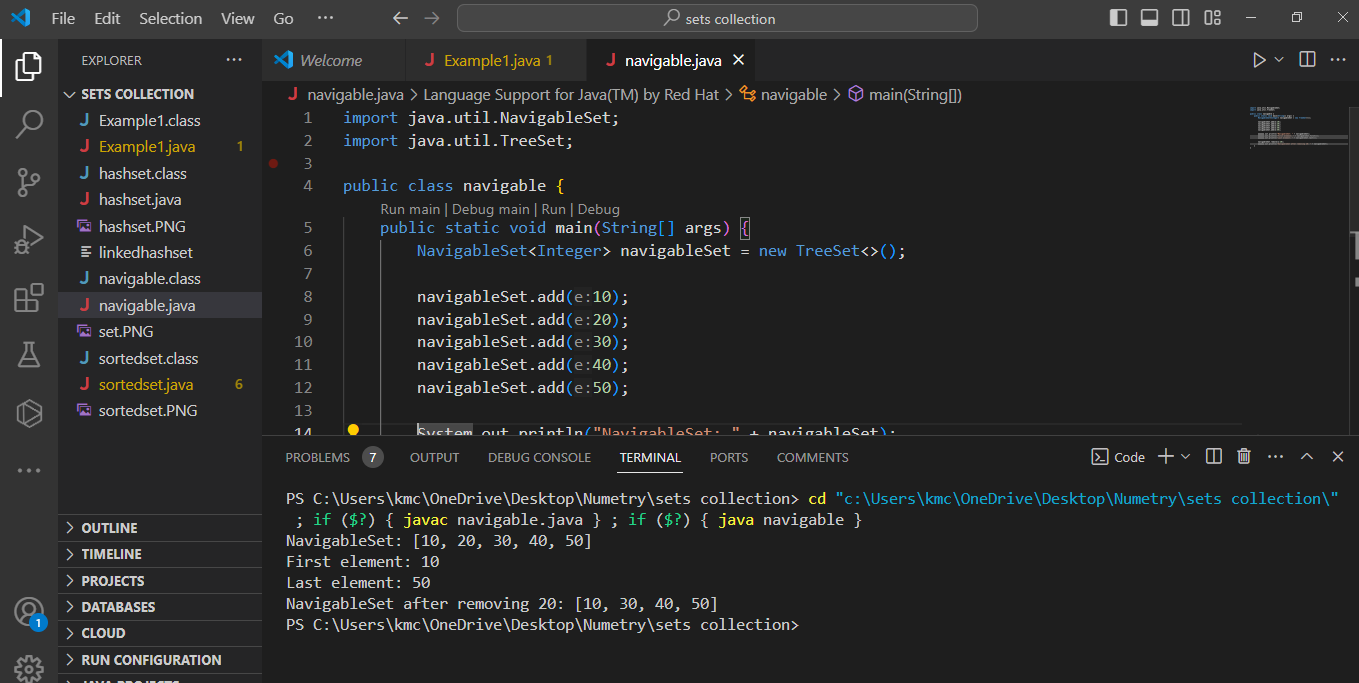 File Edit Selection View Go ··· sets collection
EXPLORER ···
SETS COLLECTION
Example1.class
Example1.java 1
hashset.class
hashset.java
hashset.PNG
linkedhashset
navigable.class
navigable.java
set.PNG
sortedset.class
sortedset.java 6
sortedset.PNG
OUTLINE
TIMELINE
PROJECTS
DATABASES
CLOUD
RUN CONFIGURATION
JAVA PROJECTS
1
Welcome Example1.java 1 navigable.java
navigable.java > Language Support for Java(TM) by Red Hat > navigable > main(String[])
1 import java.util.NavigableSet;
2 import java.util.TreeSet;
3
4 public class navigable {
Run main | Debug main | Run | Debug
5 public static void main(String[] args) {
6 NavigableSet<Integer> navigableSet = new TreeSet<>();
7
8 navigableSet.add(e:10);
9 navigableSet.add(e:20);
10 navigableSet.add(e:30);
11 navigableSet.add(e:40);
12 navigableSet.add(e:50);
13
14 System.out.println("NavigableSet: " + navigableSet);
PROBLEMS 7 OUTPUT DEBUG CONSOLE TERMINAL PORTS COMMENTS Code
PS C:\Users\kmc\OneDrive\Desktop\Numetry\sets collection> cd "c:\Users\kmc\OneDrive\Desktop\Numetry\sets collection\"
; if ($?) { javac navigable.java } ; if ($?) { java navigable }
NavigableSet: [10, 20, 30, 40, 50]
First element: 10
Last element: 50
NavigableSet after removing 20: [10, 30, 40, 50]
PS C:\Users\kmc\OneDrive\Desktop\Numetry\sets collection>